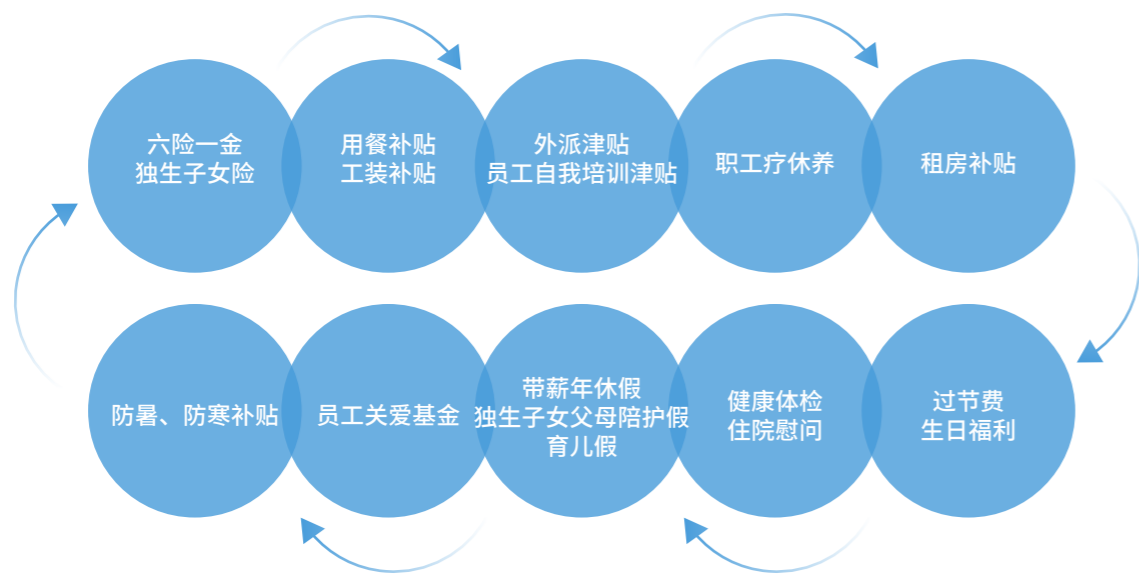 六险一金
独生子女险
用餐补贴
工装补贴
外派津贴
员工自我培训津贴
职工疗休养
租房补贴
防暑、防寒补贴
员工关爱基金
带薪年休假
独生子女父母陪护假
育儿假
健康体检
住院慰问
过节费
生日福利